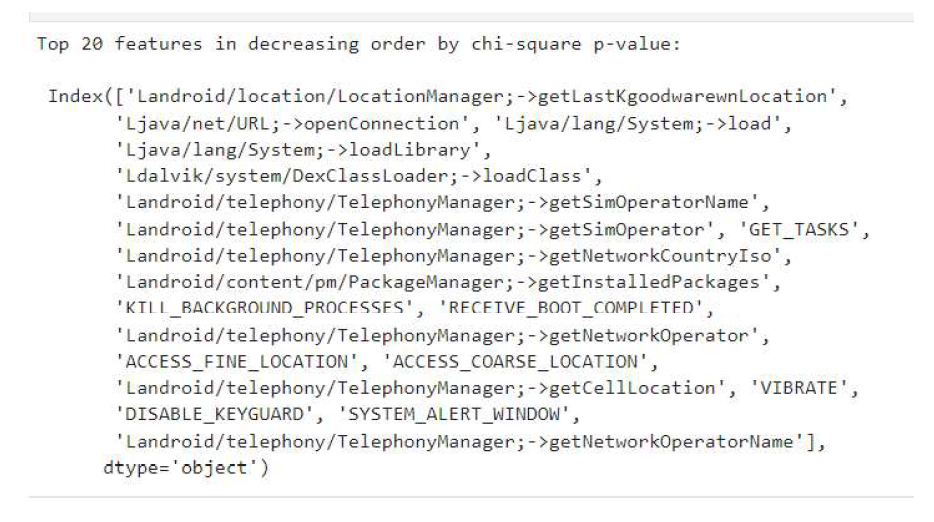 Top 20 features in decreasing order by chi-square p-value:
Index(['Landroid/location/LocationManager;->getLastKgoodwarewnLocation',
'Ljava/net/URL;->openConnection', 'Ljava/lang/System;->load',
'Ljava/lang/System;->loadLibrary',
'Ldalvik/system/DexClassLoader;->loadClass',
'Landroid/telephony/TelephonyManager;->getSimOperatorName',
'Landroid/telephony/TelephonyManager;->getSimOperator', 'GET_TASKS',
'Landroid/telephony/TelephonyManager;->getNetworkCountryIso',
'Landroid/content/pm/PackageManager;->getInstalledPackages',
'KILL_BACKGROUND_PROCESSES', 'RECEIVE_BOOT_COMPLETED',
'Landroid/telephony/TelephonyManager;->getNetworkOperator',
'ACCESS_FINE_LOCATION', 'ACCESS_COARSE_LOCATION',
'Landroid/telephony/TelephonyManager;->getCellLocation', 'VIBRATE',
'DISABLE_KEYGUARD', 'SYSTEM_ALERT_WINDOW',
'Landroid/telephony/TelephonyManager;->getNetworkOperatorName'],
dtype='object')